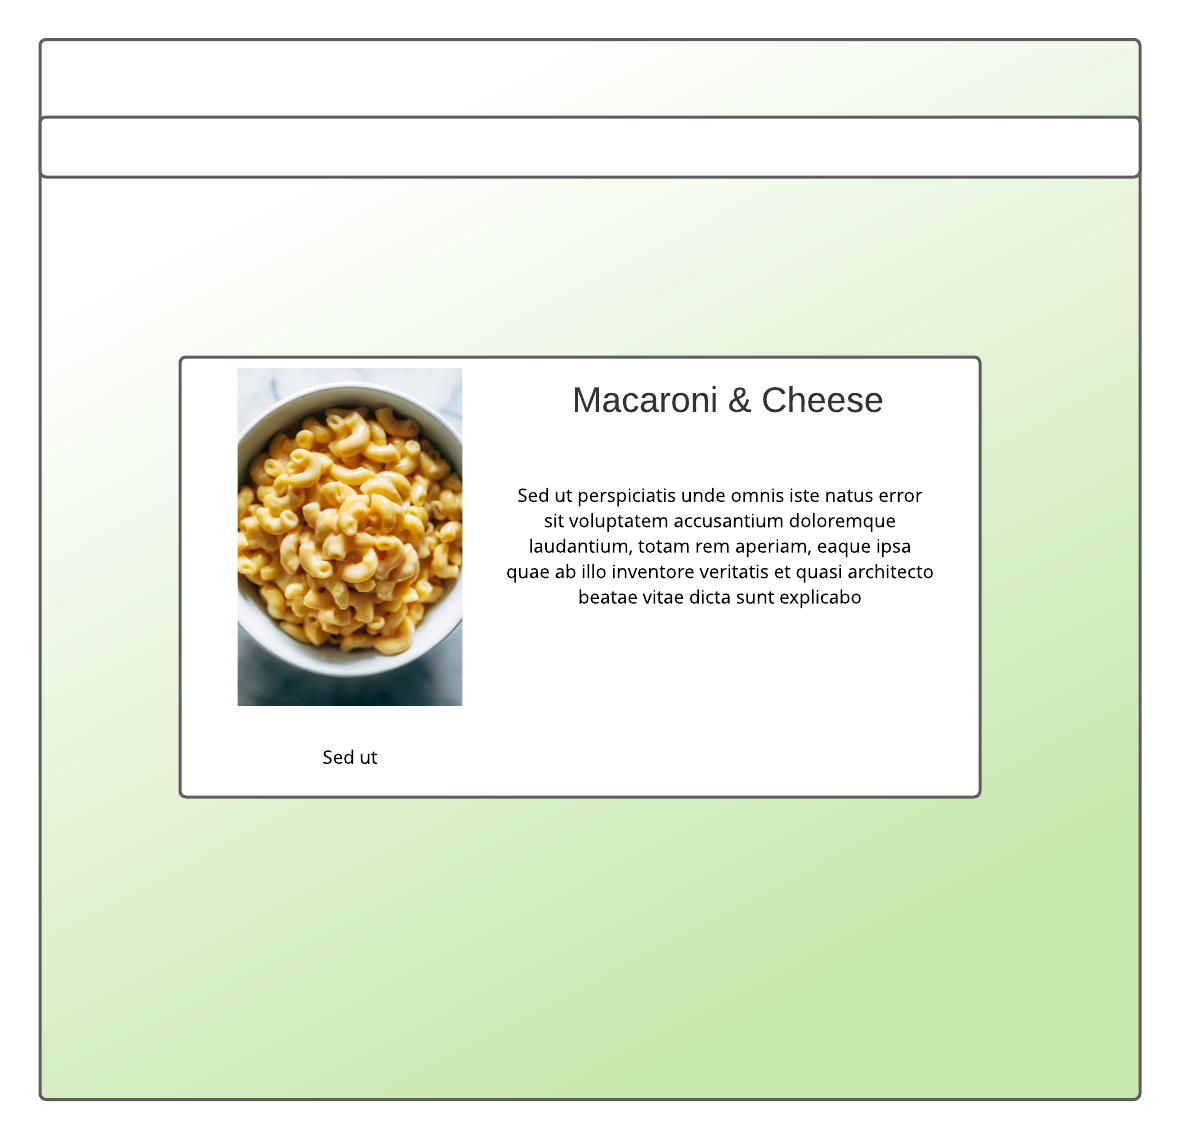 Macaroni & Cheese
Sed ut perspiciatis unde omnis iste natus error
sit voluptatem accusantium doloremque
laudantium, totam rem aperiam, eaque ipsa
quae ab illo inventore veritatis et quasi architecto
beatae vitae dicta sunt explicabo
Sed ut